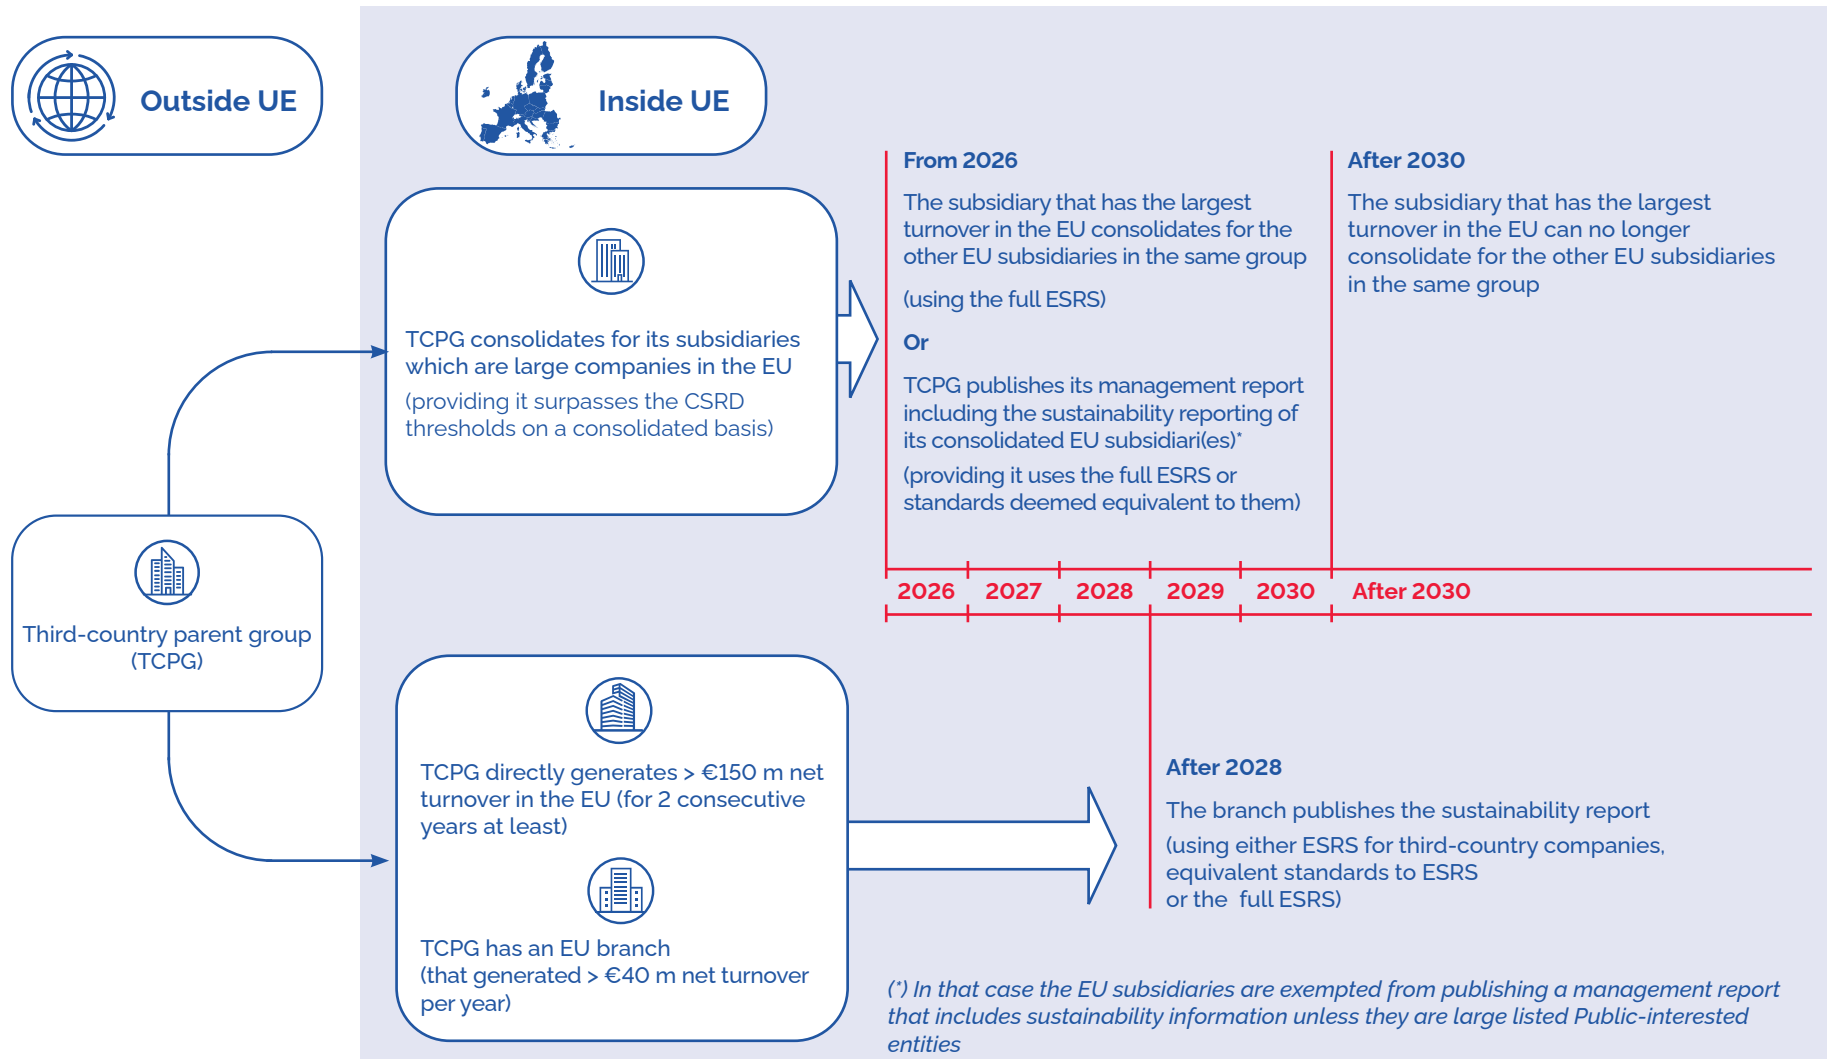 Outside UE
Inside UE
From 2026
The subsidiary that has the largest
turnover in the EU consolidates for the
other EU subsidiaries in the same group
(using the full ESRS)
Or
TCPG publishes its management report
including the sustainability reporting of
its consolidated EU subsidiari(es)*
(providing it uses the full ESRS or
standards deemed equivalent to them)
After 2030
The subsidiary that has the largest
turnover in the EU can no longer
consolidate for the other EU subsidiaries
in the same group
TCPG consolidates for its subsidiaries
which are large companies in the EU
(providing it surpasses the CSRD
thresholds on a consolidated basis)
2026 2027 2028 2029 2030 After 2030
Third-country parent group
(TCPG)
TCPG directly generates > €150 m net
turnover in the EU (for 2 consecutive
years at least)
TCPG has an EU branch
(that generated > €40 m net turnover
per year)
After 2028
The branch publishes the sustainability report
(using either ESRS for third-country companies,
equivalent standards to ESRS
or the full ESRS)
(*) In that case the EU subsidiaries are exempted from publishing a management report
that includes sustainability information unless they are large listed Public-interested
entities